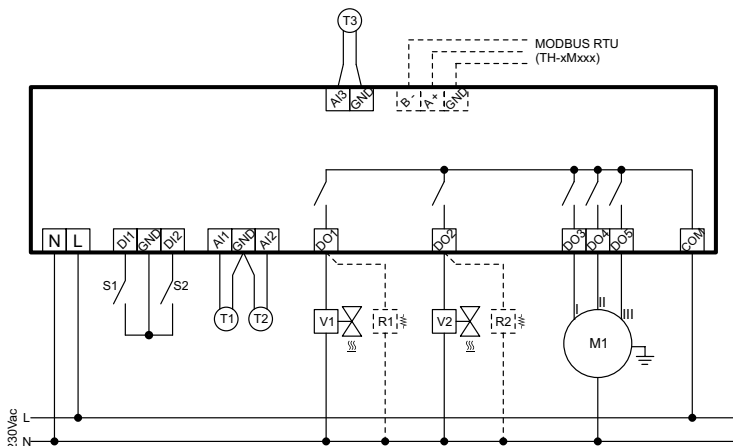 T3
MODBUS RTU
(TH-xMxxx)
AI3 GND B - A + GND
N L DI1 GND DI2 AI1 GND AI2 DO1 DO2 DO3 DO4 DO5 COM
S1 S2
T1 T2 V1 R1 V2 R2 I II III
M1
230Vac
L
N